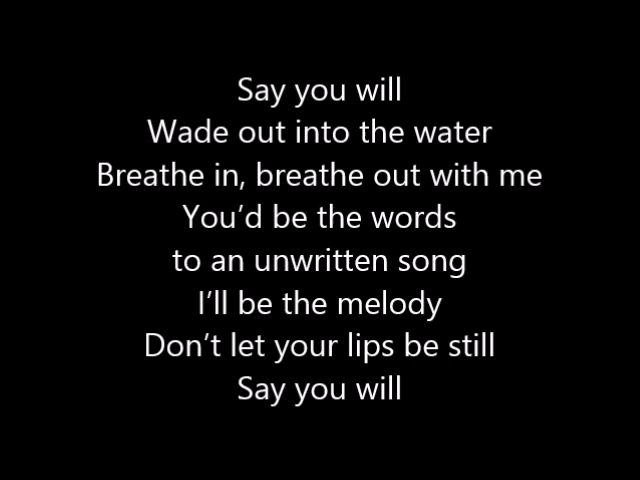 Say you will
Wade out into the water
Breathe in, breathe out with me
You’d be the words
to an unwritten song
I’ll be the melody
Don’t let your lips be still
Say you will